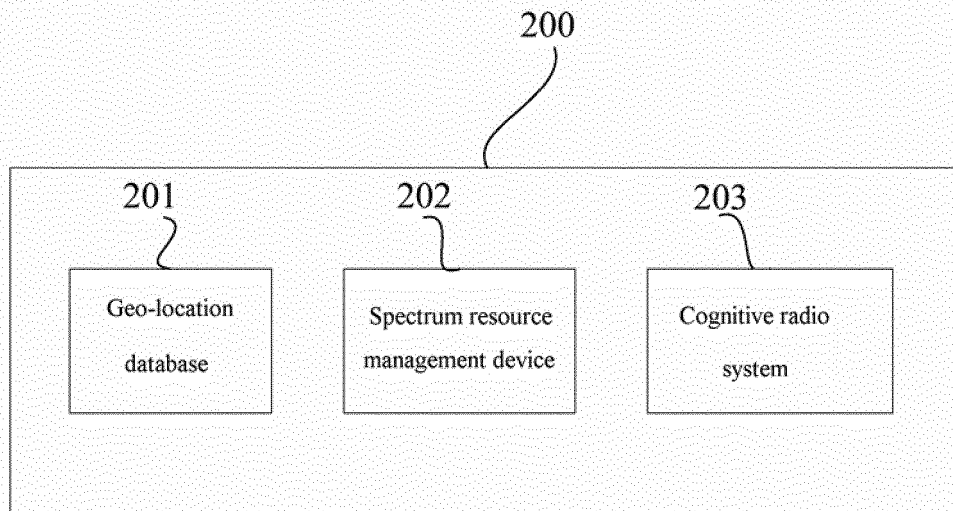 200
201
202
203
Geo-location
database
Spectrum resource
management device
Cognitive radio
system